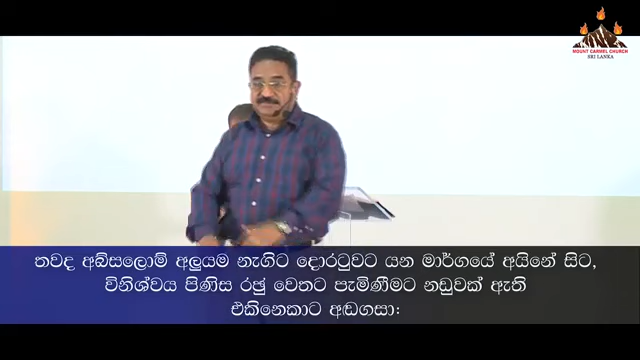 MOUNT CARMEL CHURCH
SRI LANKA
තවද අබ්සලොම් අලුයම නැගිට දොරටුවට යන මාර්ගයේ අයිනේ සිට,
විනිශ්වය පිණිස රජු වෙතට පැමිණීමට නඩුවක් ඇති
එකිනෙකාට අඬගසා: